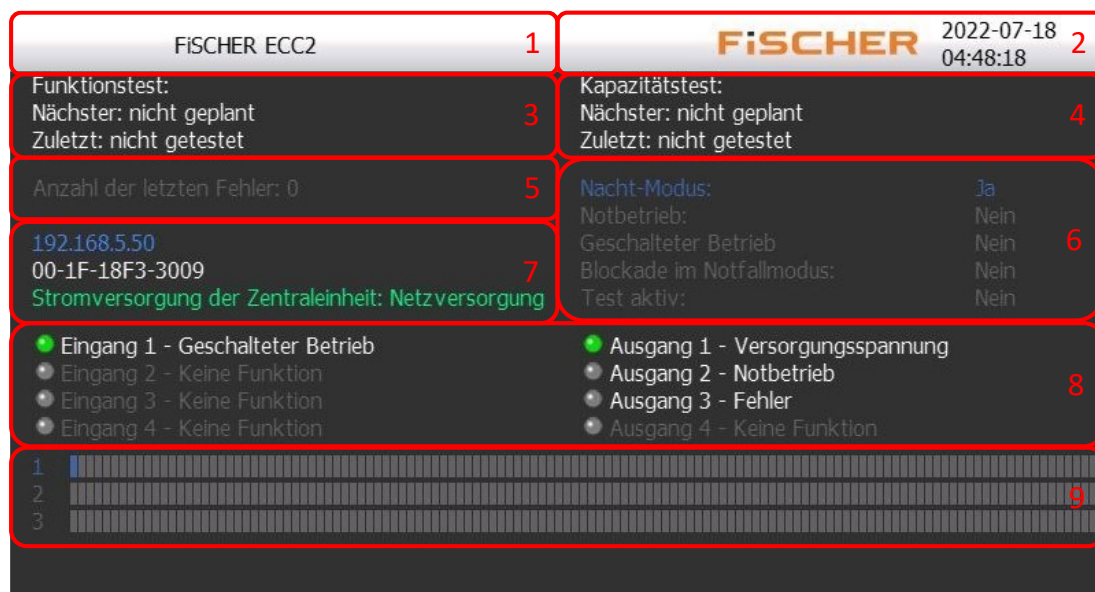 FiSCHER ECC2
1
FiSCHER
2022-07-18
04:48:18
2
Funktionstest:
Nächster: nicht geplant
Zuletzt: nicht getestet
3
Kapazitätstest:
Nächster: nicht geplant
Zuletzt: nicht getestet
4
Anzahl der letzten Fehler: 0
5
Nacht-Modus: Ja
Notbetrieb: Nein
Geschalteter Betrieb Nein
Blockade im Notfallmodus: Nein
Test aktiv: Nein
6
192.168.5.50
00-1F-18F3-3009
Stromversorgung der Zentraleinheit: Netzversorgung
7
Eingang 1 - Geschalteter Betrieb
Eingang 2 - Keine Funktion
Eingang 3 - Keine Funktion
Eingang 4 - Keine Funktion
Ausgang 1 - Versorgungsspannung
Ausgang 2 - Notbetrieb
Ausgang 3 - Fehler
Ausgang 4 - Keine Funktion
8
1
2
3
9